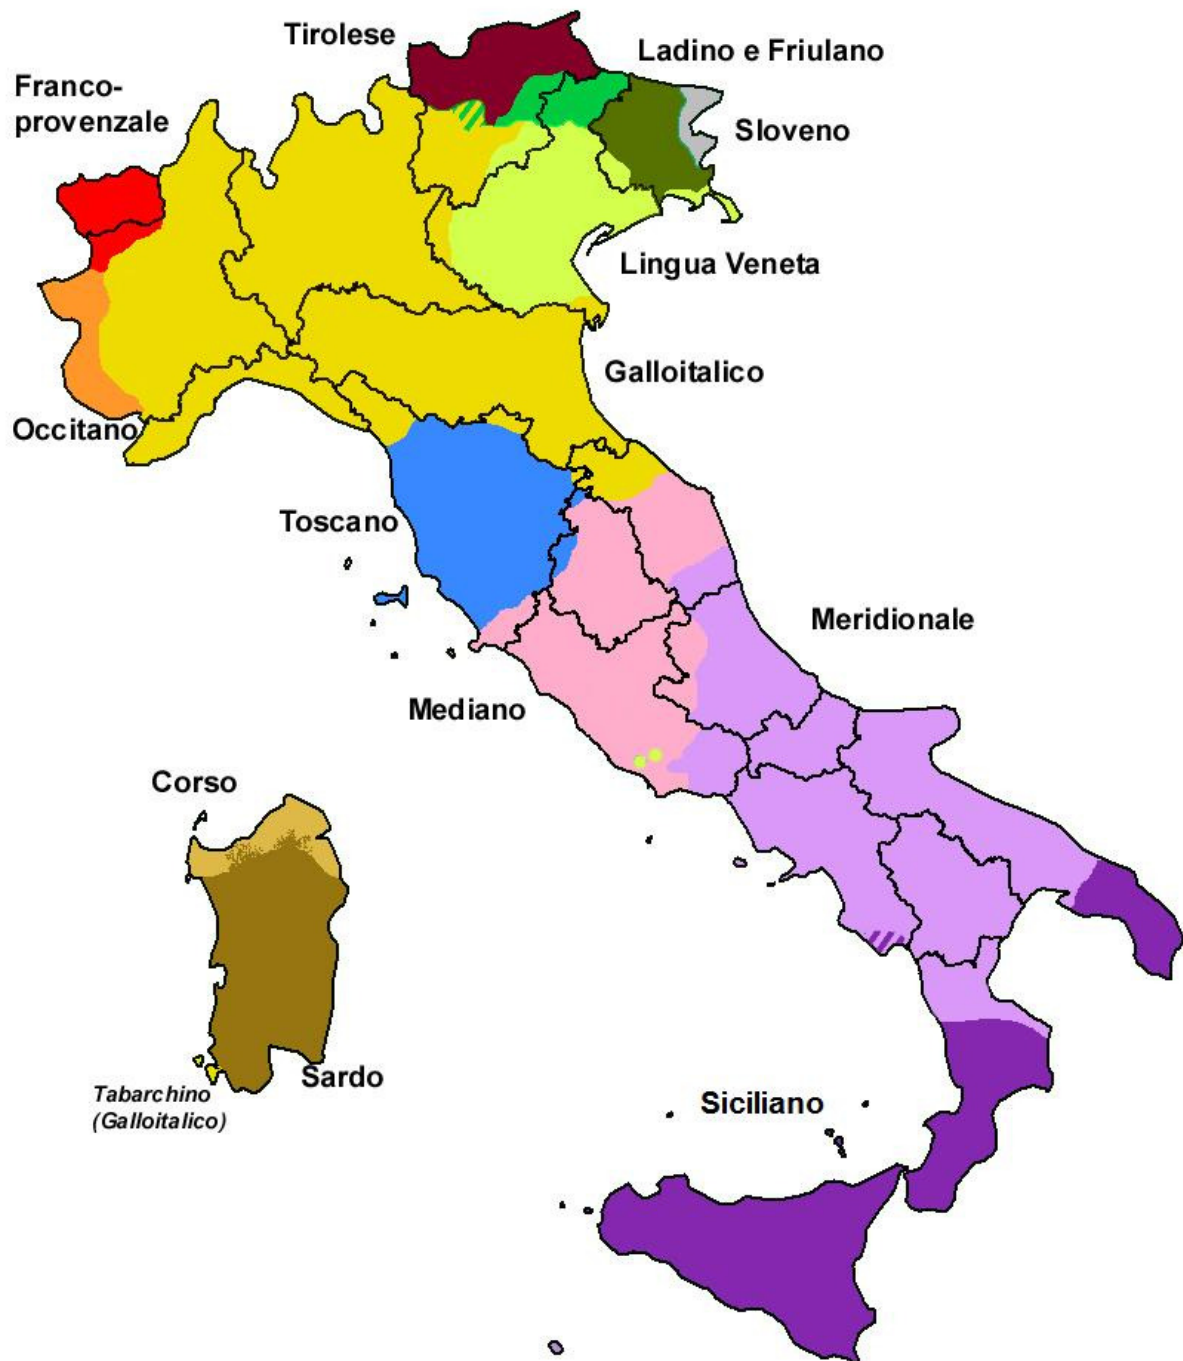 Tirolese
Ladino e Friulano
Franco-
provenzale
Sloveno
Lingua Veneta
Galloitalico
Occitano
Toscano
Meridionale
Mediano
Corso
Sardo
Tabarchino
(Galloitalico)
Siciliano